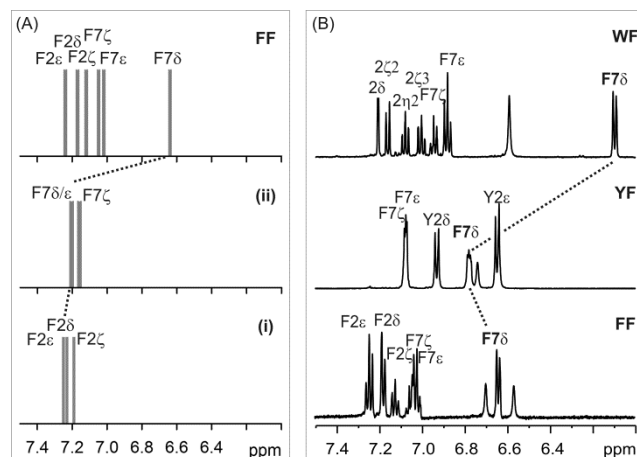 (A)
FF
F2δ
F7ζ
F2ε
F2ζ
F7ε
F7δ
F7δ/ε
F7ζ
(ii)
F2δ
F2ε
F2ζ
(i)
7.4 7.2 7.0 6.8 6.6 6.4
ppm
(B)
WF
2ζ2
2ζ3
F7ε
2δ
2η2
F7ζ
F7δ
YF
F7ε
F7ζ
Y2δ
F7δ
Y2ε
FF
F2ε
F2δ
F7ζ
F2ζ
F7ε
F7δ
7.4 7.2 6.9 6.8 6.6 6.4
ppm